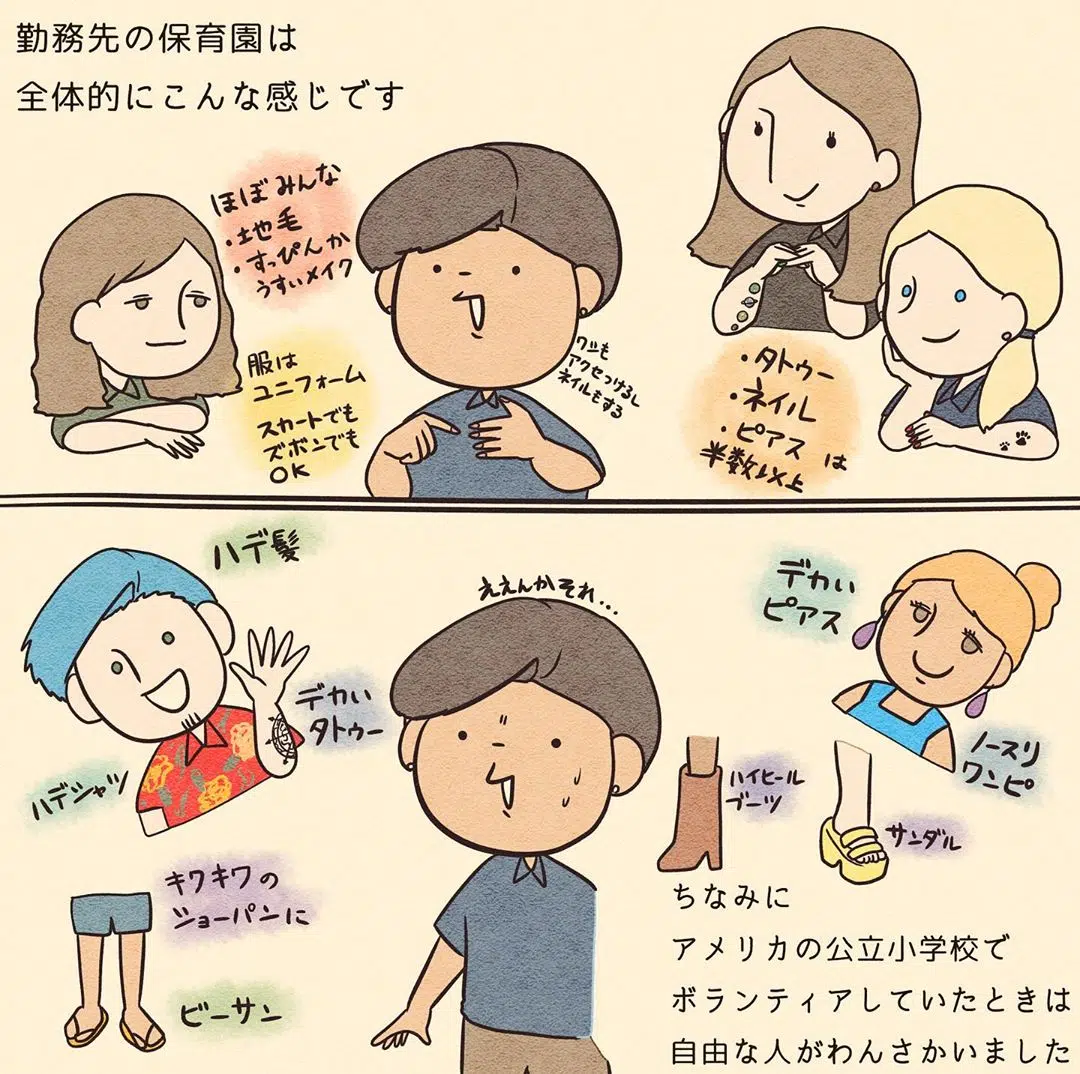 勤務先の保育園は
全体的にこんな感じです
ほぼみんな
・地毛
・すっぴんか
うすいメイク
服は
ユニフォーム
スカートでも
ズボンでも
OK
ワシも
アクセつけるし
ネイルもする
・タトゥー
・ネイル
・ピアス は
半数以上
ハデ髪
デカい
タトゥー
ハデシャツ
キワキワの
ショーパンに
ビーサン
ええんかそれ...
デカい
ピアス
ノースリ
ワンピ
ハイヒール
ブーツ
サンダル
ちなみに
アメリカの公立小学校で
ボランティアしていたときは
自由な人がわんさかいました